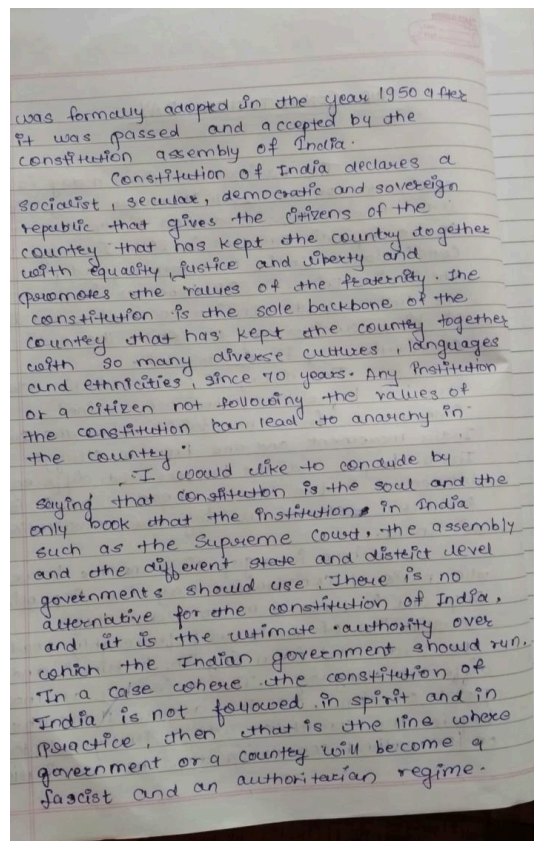 was formally adopted in the year 1950 after
it was passed and accepted by the
constitution assembly of India.
Constitution of India declares a
socialist, secular, democratic and sovereign
republic that gives the citizens of the
country that has kept the country together
with equality, justice and liberty and
promotes the values of the fraternity. The
constitution is the sole backbone of the
country that has kept the country together
with so many diverse cultures, languages
and ethnicities, since 70 years. Any institution
or a citizen not following the values of
the constitution can lead to anarchy in
the country.
I would like to conclude by
saying that constitution is the soul and the
only book that the institutions in India
such as the Supreme Court, the assembly
and the different state and district level
governments should use. There is no
alternative for the constitution of India,
and it is the ultimate authority over
which the Indian government should run.
In a case where the constitution of
India is not followed in spirit and in
practice, then that is the line where
government or a country will become a
fascist and an authoritarian regime.